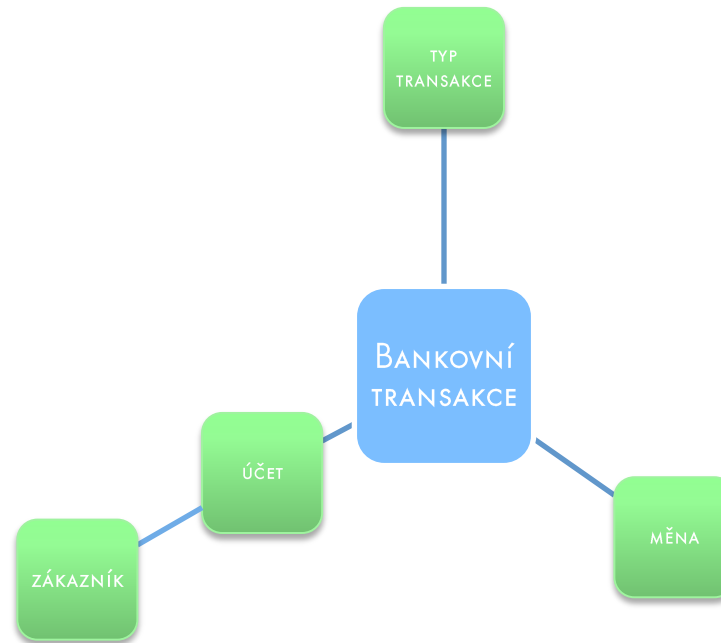 TYP
TRANSAKCE
BANKOVNÍ
TRANSAKCE
ÚČET
MĚNA
ZÁKAZNÍK